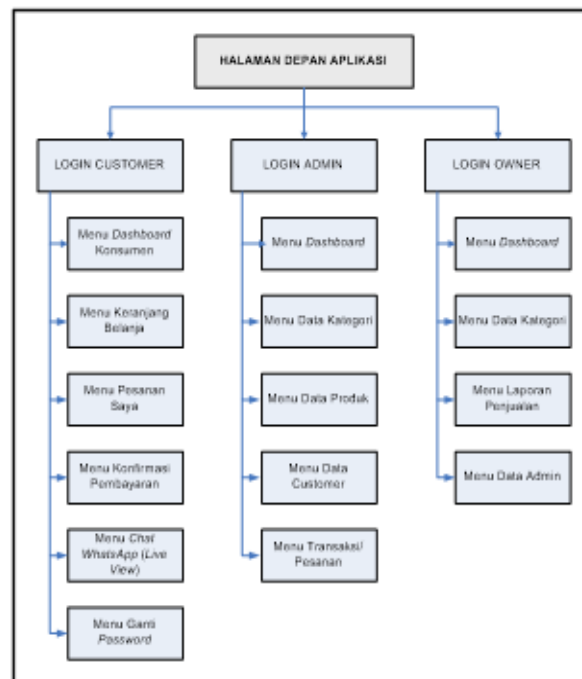 HALAMAN DEPAN APLIKASI
LOGIN CUSTOMER
Menu Dashboard
Konsumen
Menu Keranjang
Belanja
Menu Pesanan
Saya
Menu Konfirmasi
Pembayaran
Menu Chat
WhatsApp (Live
View)
Menu Ganti
Password
LOGIN ADMIN
Menu Dashboard
Menu Data Kategori
Menu Data Produk
Menu Data
Customer
Menu Transaksi/
Pesanan
LOGIN OWNER
Menu Dashboard
Menu Data Kategori
Menu Laporan
Penjualan
Menu Data Admin